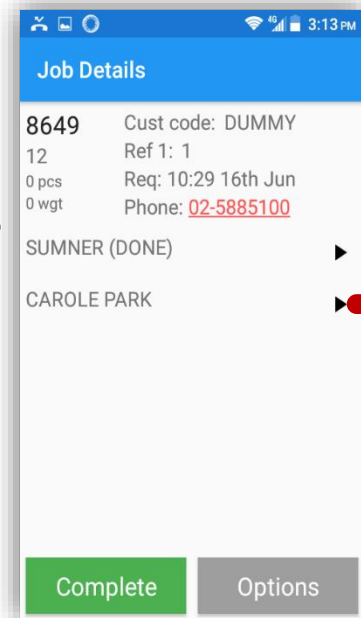 4G 3:13 PM
Job Details
8649 Cust code: DUMMY
12 Ref 1: 1
0 pcs Req: 10:29 16th Jun
0 wgt Phone: 02-5885100
SUMNER (DONE)
CAROLE PARK
Complete Options